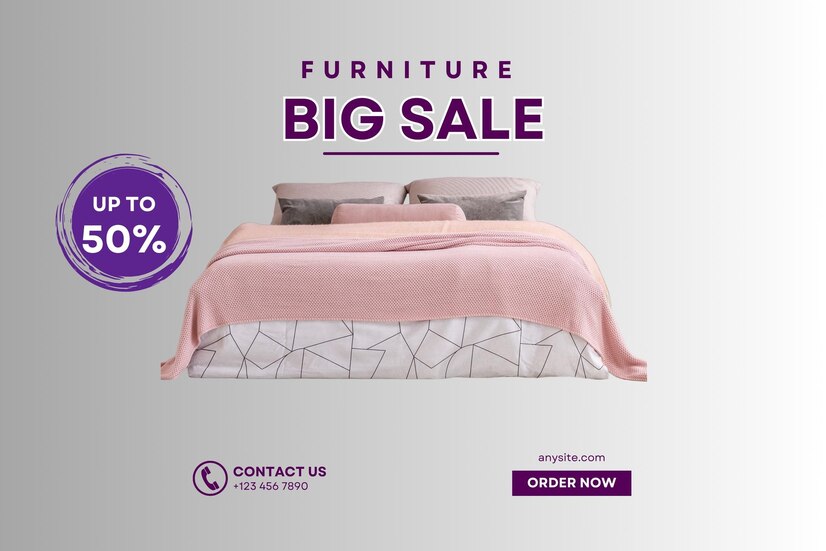 FURNITURE
BIG SALE
UP TO
50%
CONTACT US
+123 456 7890
anysite.com
ORDER NOW